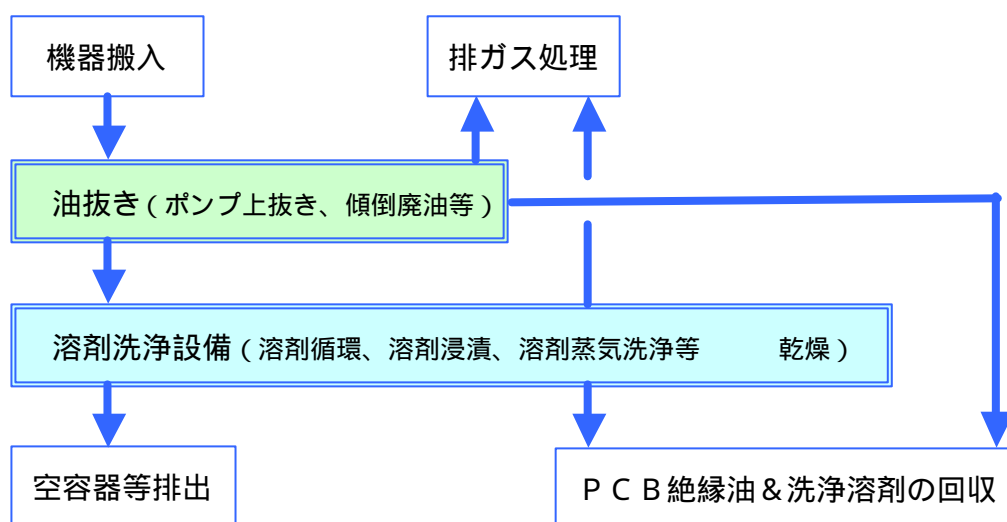 機器搬入
排ガス処理
油抜き(ポンプ上抜き、傾倒廃油等)
溶剤洗浄設備(溶剤循環、溶剤浸漬、溶剤蒸気洗浄等　　乾燥)
空容器等排出
PCB絶縁油&洗浄溶剤の回収